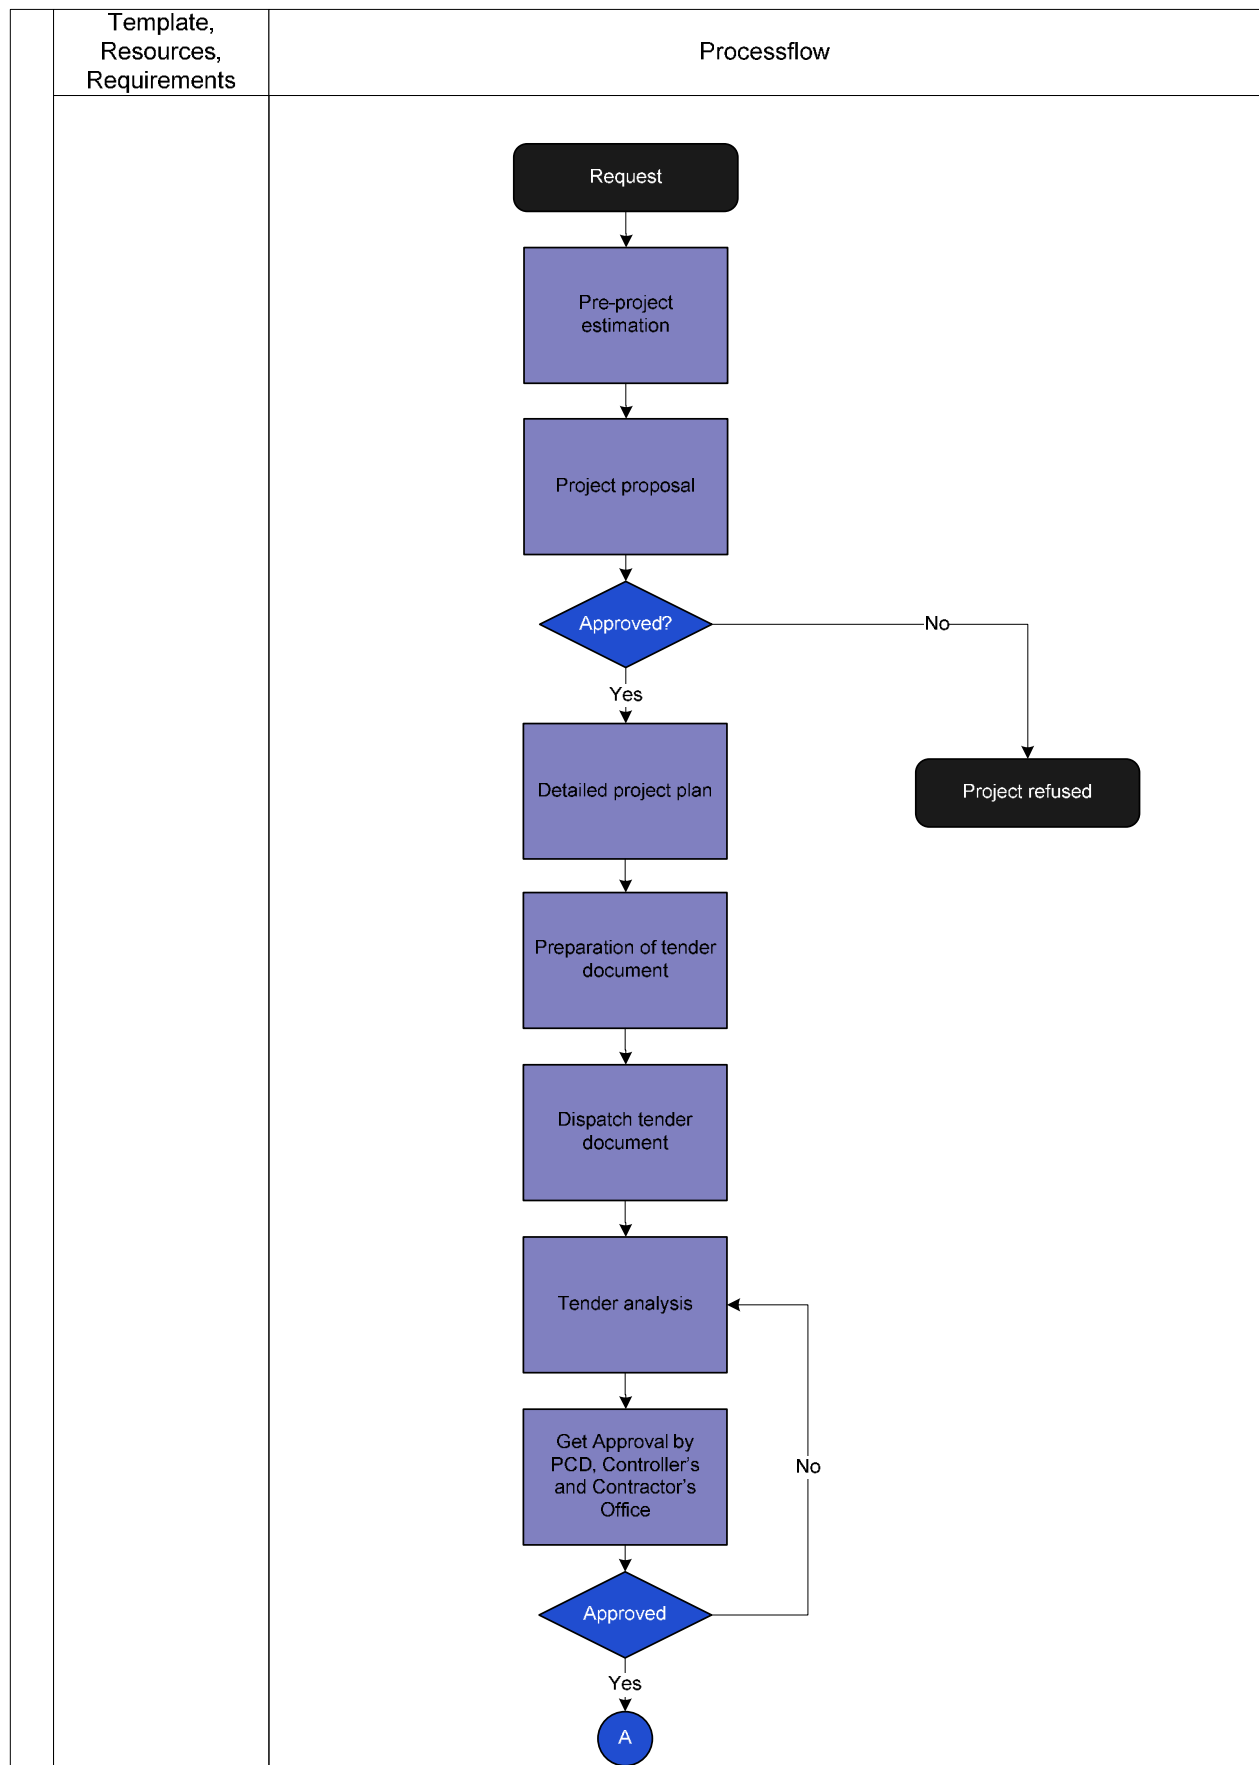 Template,
Resources,
Requirements
Processflow
Request
Pre-project
estimation
Project proposal
Approved?
No
Yes
Detailed project plan
Project refused
Preparation of tender
document
Dispatch tender
document
Tender analysis
Get Approval by
PCD, Controller's
and Contractor's
Office
No
Approved
Yes
A